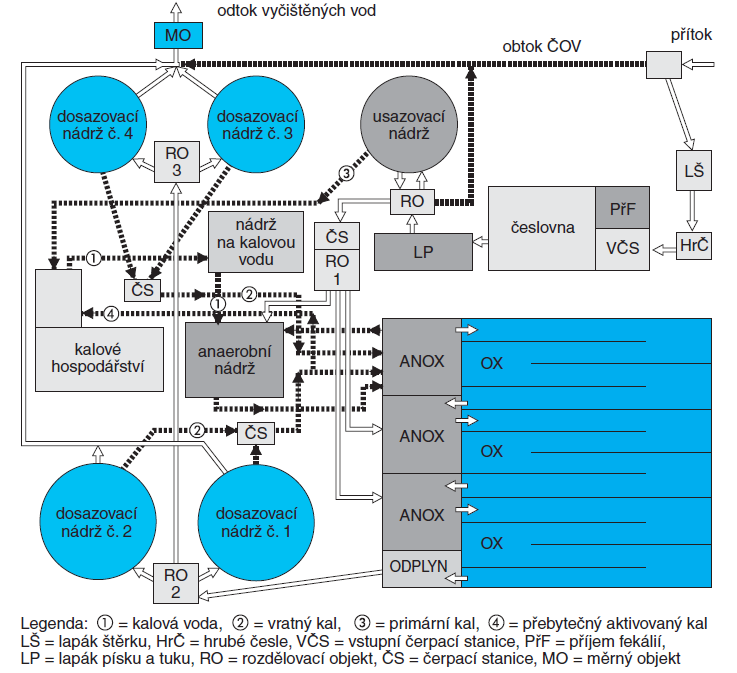 odtok vyčištěných vod
MO
obtok ČOV
přítok
dosazovací
nádrž č. 4
dosazovací
nádrž č. 3
usazovací
nádrž
RO
3
LŠ
③
RO
česlovna
PřF
VČS
HrČ
nádrž
na kalovou
vodu
ČS
RO
1
LP
①
ČS
②
①
④
kalové
hospodářství
anaerobní
nádrž
ANOX
OX
②
ČS
ANOX
OX
dosazovací
nádrž č. 2
dosazovací
nádrž č. 1
ANOX
OX
ODPLYN
RO
2
Legenda: ① = kalová voda, ② = vratný kal, ③ = primární kal, ④ = přebytečný aktivovaný kal
LŠ = lapák štěrku, HrČ = hrubé česle, VČS = vstupní čerpací stanice, PřF = příjem fekálií,
LP = lapák písku a tuku, RO = rozdělovací objekt, ČS = čerpací stanice, MO = měrný objekt